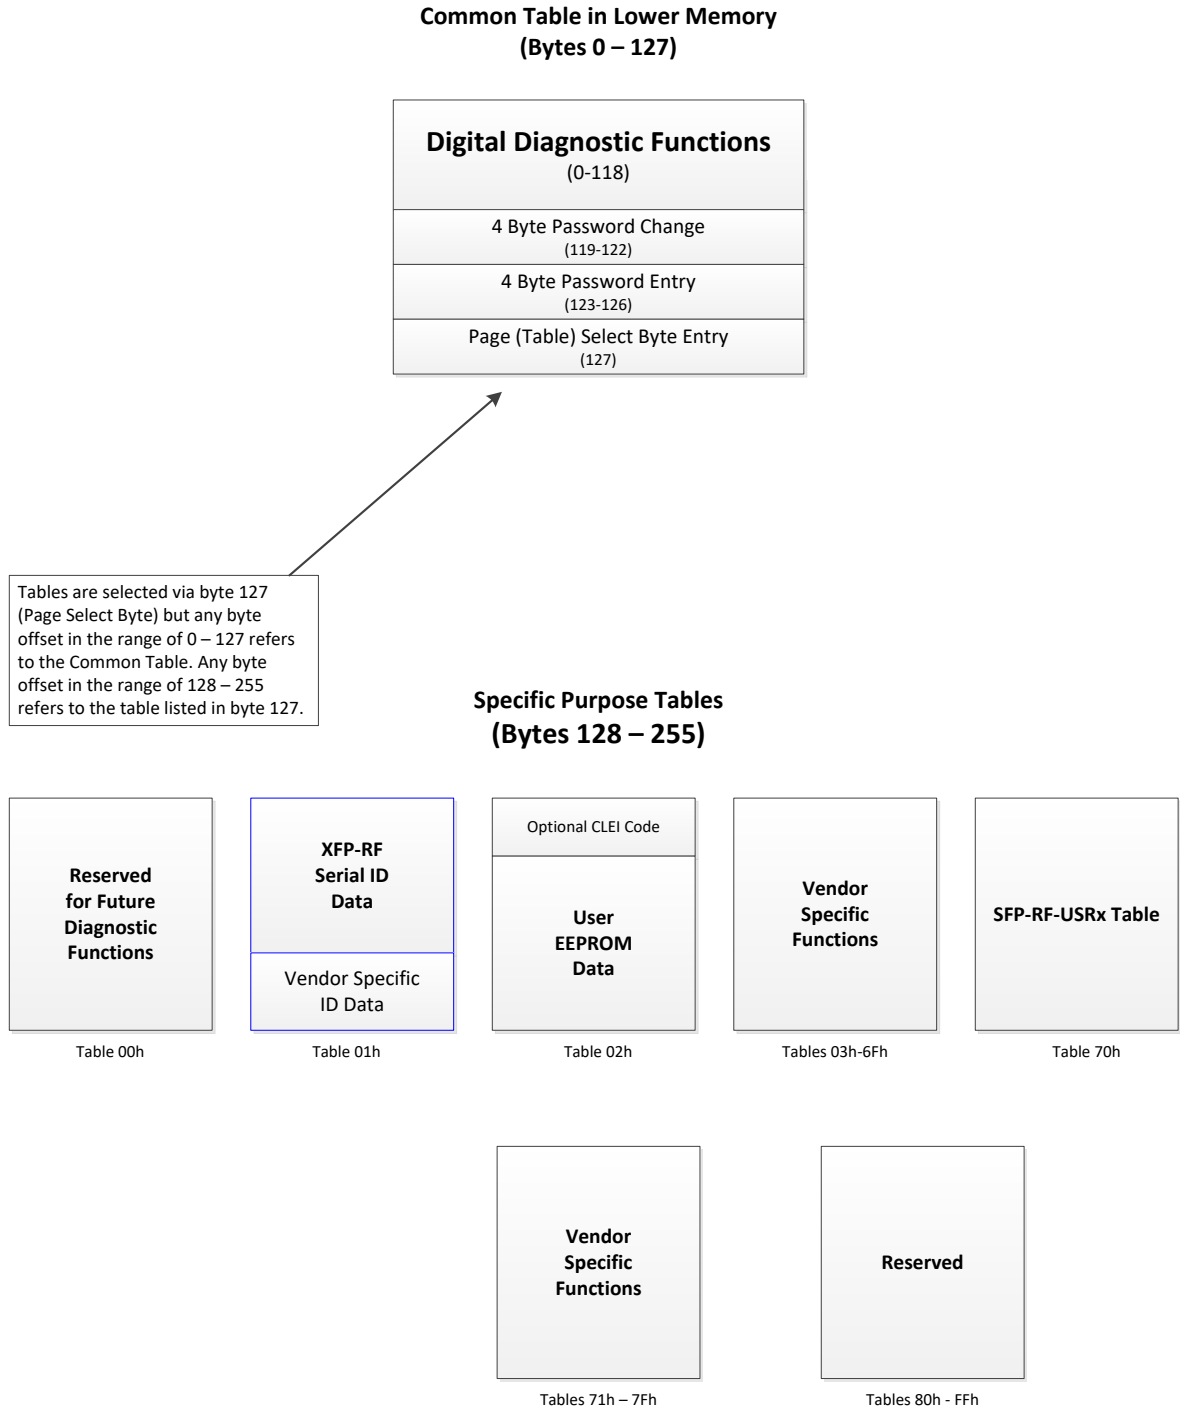 Common Table in Lower Memory
(Bytes 0 – 127)
Digital Diagnostic Functions
(0-118)
4 Byte Password Change
(119-122)
4 Byte Password Entry
(123-126)
Page (Table) Select Byte Entry
(127)
Tables are selected via byte 127
(Page Select Byte) but any byte
offset in the range of 0 – 127 refers
to the Common Table. Any byte
offset in the range of 128 – 255
refers to the table listed in byte 127.
Specific Purpose Tables
(Bytes 128 – 255)
Reserved
for Future
Diagnostic
Functions
Table 00h
XFP-RF
Serial ID
Data
Vendor Specific
ID Data
Table 01h
Optional CLEI Code
User
EEPROM
Data
Table 02h
Vendor
Specific
Functions
Tables 03h-6Fh
SFP-RF-USRx Table
Table 70h
Vendor
Specific
Functions
Tables 71h – 7Fh
Reserved
Tables 80h - FFh